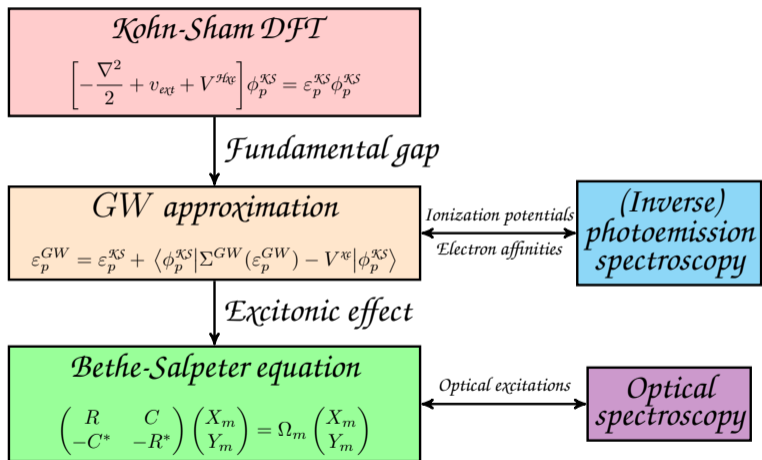 Kohn-Sham DFT
[−∇²/2 + v_ext + V^Hxc] φ_p^KS = ε_p^KS φ_p^KS
Fundamental gap
GW approximation
ε_p^GW = ε_p^KS + ⟨φ_p^KS|Σ^GW(ε_p^GW) − V^xc|φ_p^KS⟩
Ionization potentials
Electron affinities
(Inverse)
photoemission
spectroscopy
Excitonic effect
Bethe-Salpeter equation
( R C ) ( X_m ) = Ω_m ( X_m )
( −C* −R* ) ( Y_m ) ( Y_m )
Optical excitations
Optical
spectroscopy